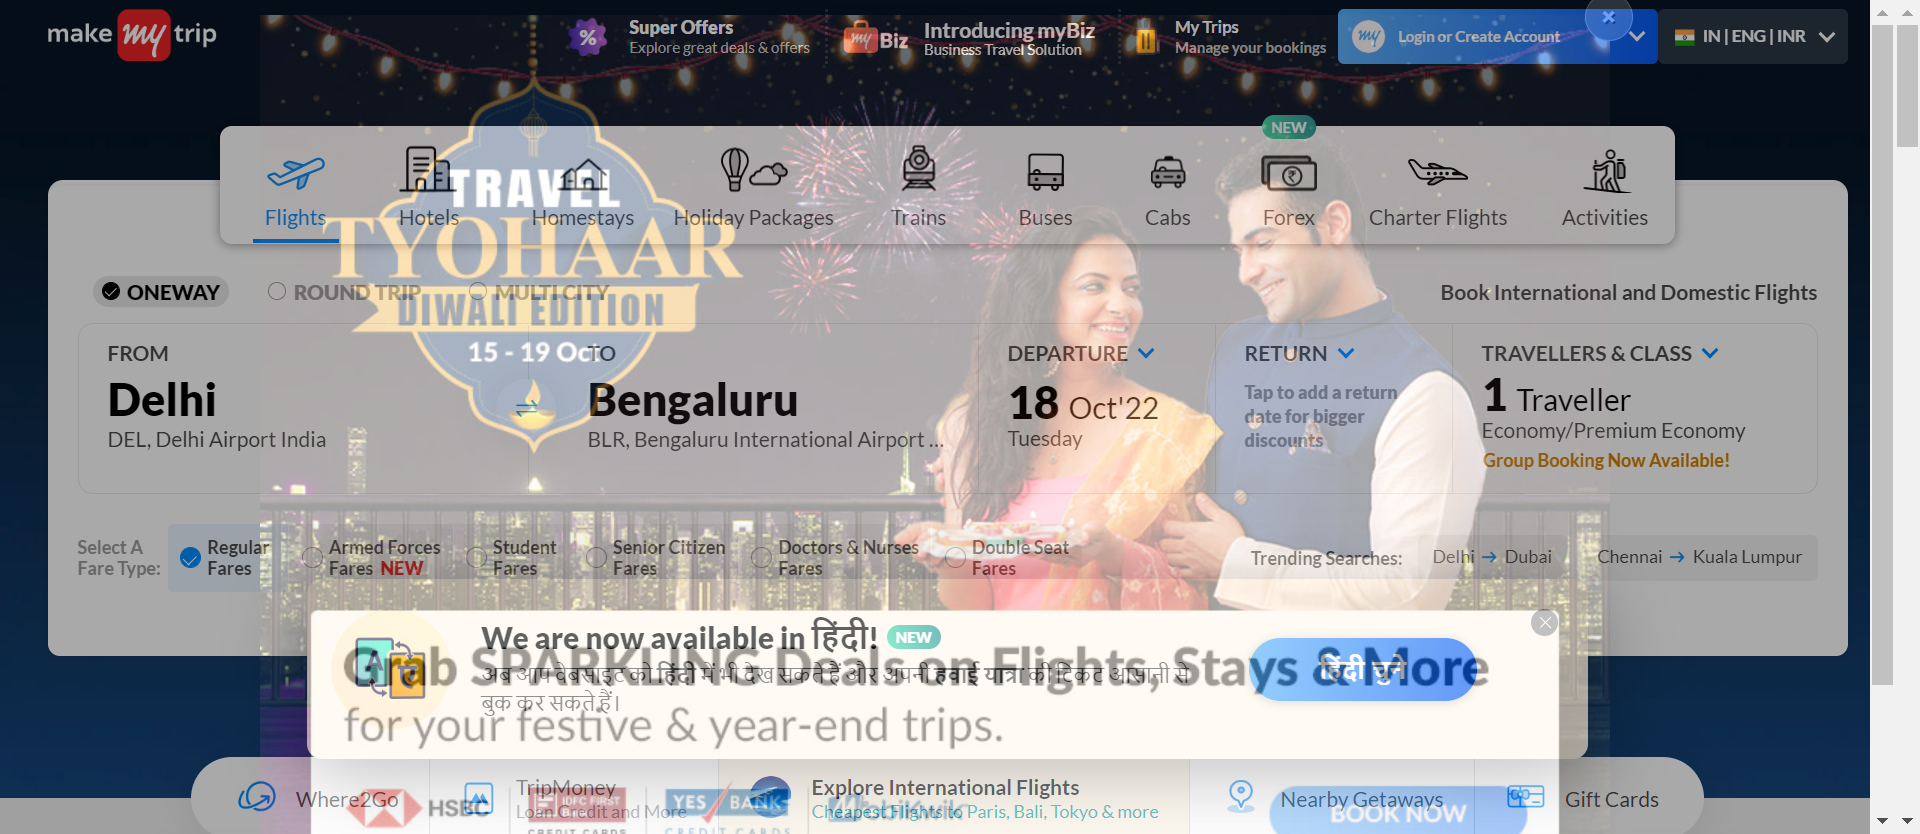 make my trip
%
Super Offers
Explore great deals & offers
my Biz
Introducing myBiz
Business Travel Solution
My Trips
Manage your bookings
my
Login or Create Account
IN | ENG | INR
NEW
Flights
Hotels
Homestays
Holiday Packages
Trains
Buses
Cabs
Forex
Charter Flights
Activities
TRAVEL
TYOHAAR
DIWALI EDITION
15 - 19 Oct
ONEWAY
ROUND TRIP
MULTI CITY
Book International and Domestic Flights
FROM
Delhi
DEL, Delhi Airport India
TO
Bengaluru
BLR, Bengaluru International Airport ...
DEPARTURE
18 Oct'22
Tuesday
RETURN
Tap to add a return
date for bigger
discounts
TRAVELLERS & CLASS
1 Traveller
Economy/Premium Economy
Group Booking Now Available!
Select A
Fare Type:
Regular
Fares
Armed Forces
Fares NEW
Student
Fares
Senior Citizen
Fares
Doctors & Nurses
Fares
Double Seat
Fares
Trending Searches:
Delhi → Dubai
Chennai → Kuala Lumpur
We are now available in हिंदी! NEW
अब आप वेबसाइट को हिंदी में भी देख सकते हैं और अपनी हवाई यात्रा की टिकट आसानी से
बुक कर सकते हैं।
हिंदी चुनें
Grab SPARKLING Deals on Flights, Stays & More
for your festive & year-end trips.
Where2Go
HSBC
TripMoney
Loan Credit and More
IDFC FIRST
CREDIT CARDS
YES BANK
CREDIT CARDS
Explore International Flights
Cheapest Flights to Paris, Bali, Tokyo & more
MobiKwik
Nearby Getaways
BOOK NOW
Gift Cards